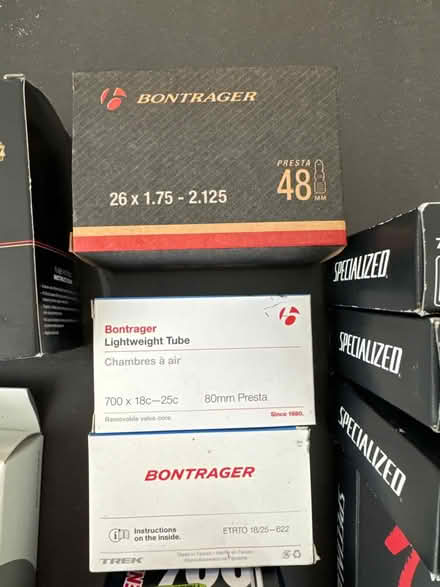 BONTRAGER
PRESTA
48 MM
26 x 1.75 - 2.125
SPECIALIZED
Bontrager
Lightweight Tube
Chambres à air
700 x 18c—25c 80mm Presta
Removable valve core.
Since 1980.
SPECIALIZED
BONTRAGER
Instructions
on the inside.
ETRTO 18/25—622
TREK
SPECIALIZED
7